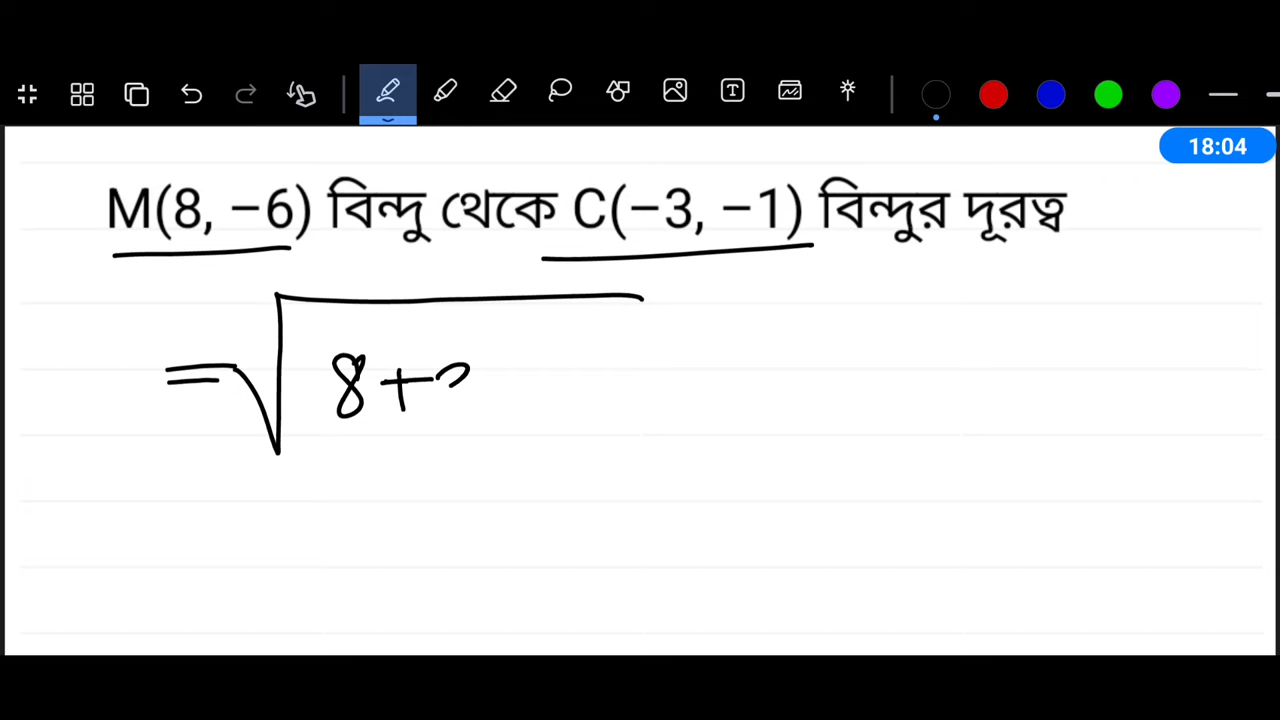 18:04
M(8, −6) বিন্দু থেকে C(−3, −1) বিন্দুর দূরত্ব
= √ 8+